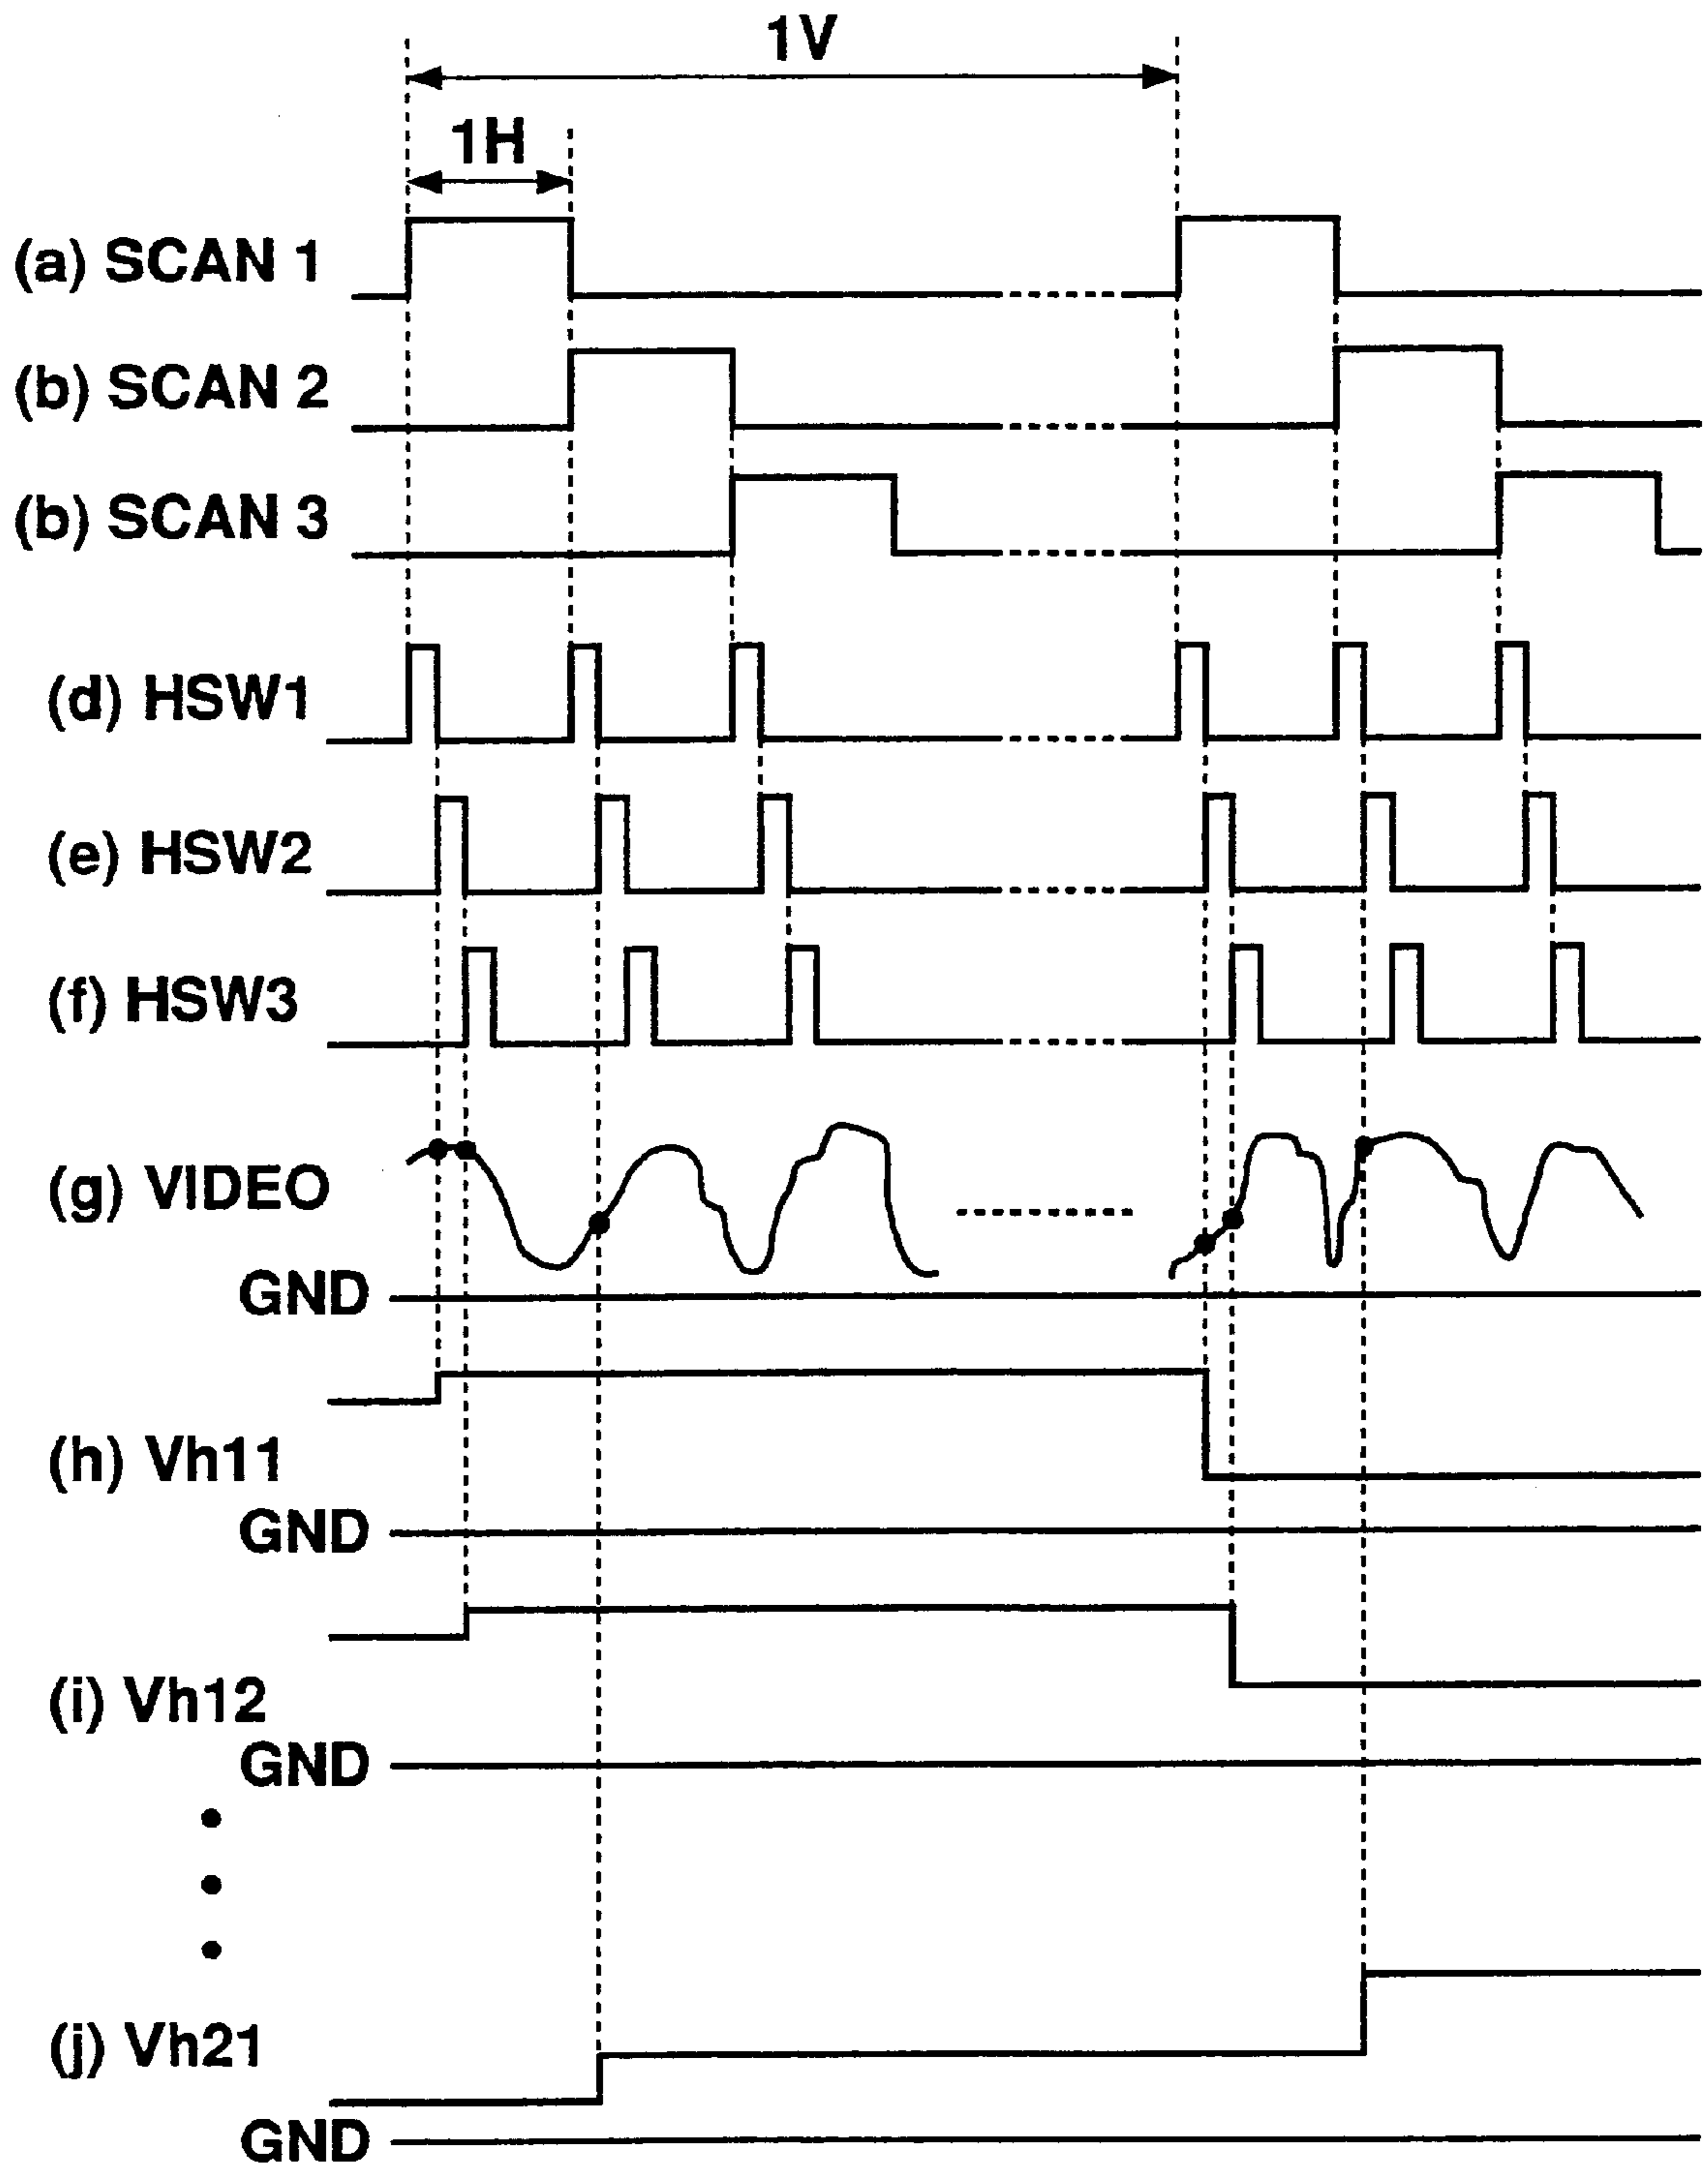 1V
1H
(a) SCAN 1
(b) SCAN 2
(b) SCAN 3
(d) HSW1
(e) HSW2
(f) HSW3
(g) VIDEO
GND
(h) Vh11
GND
(i) Vh12
GND
(j) Vh21
GND